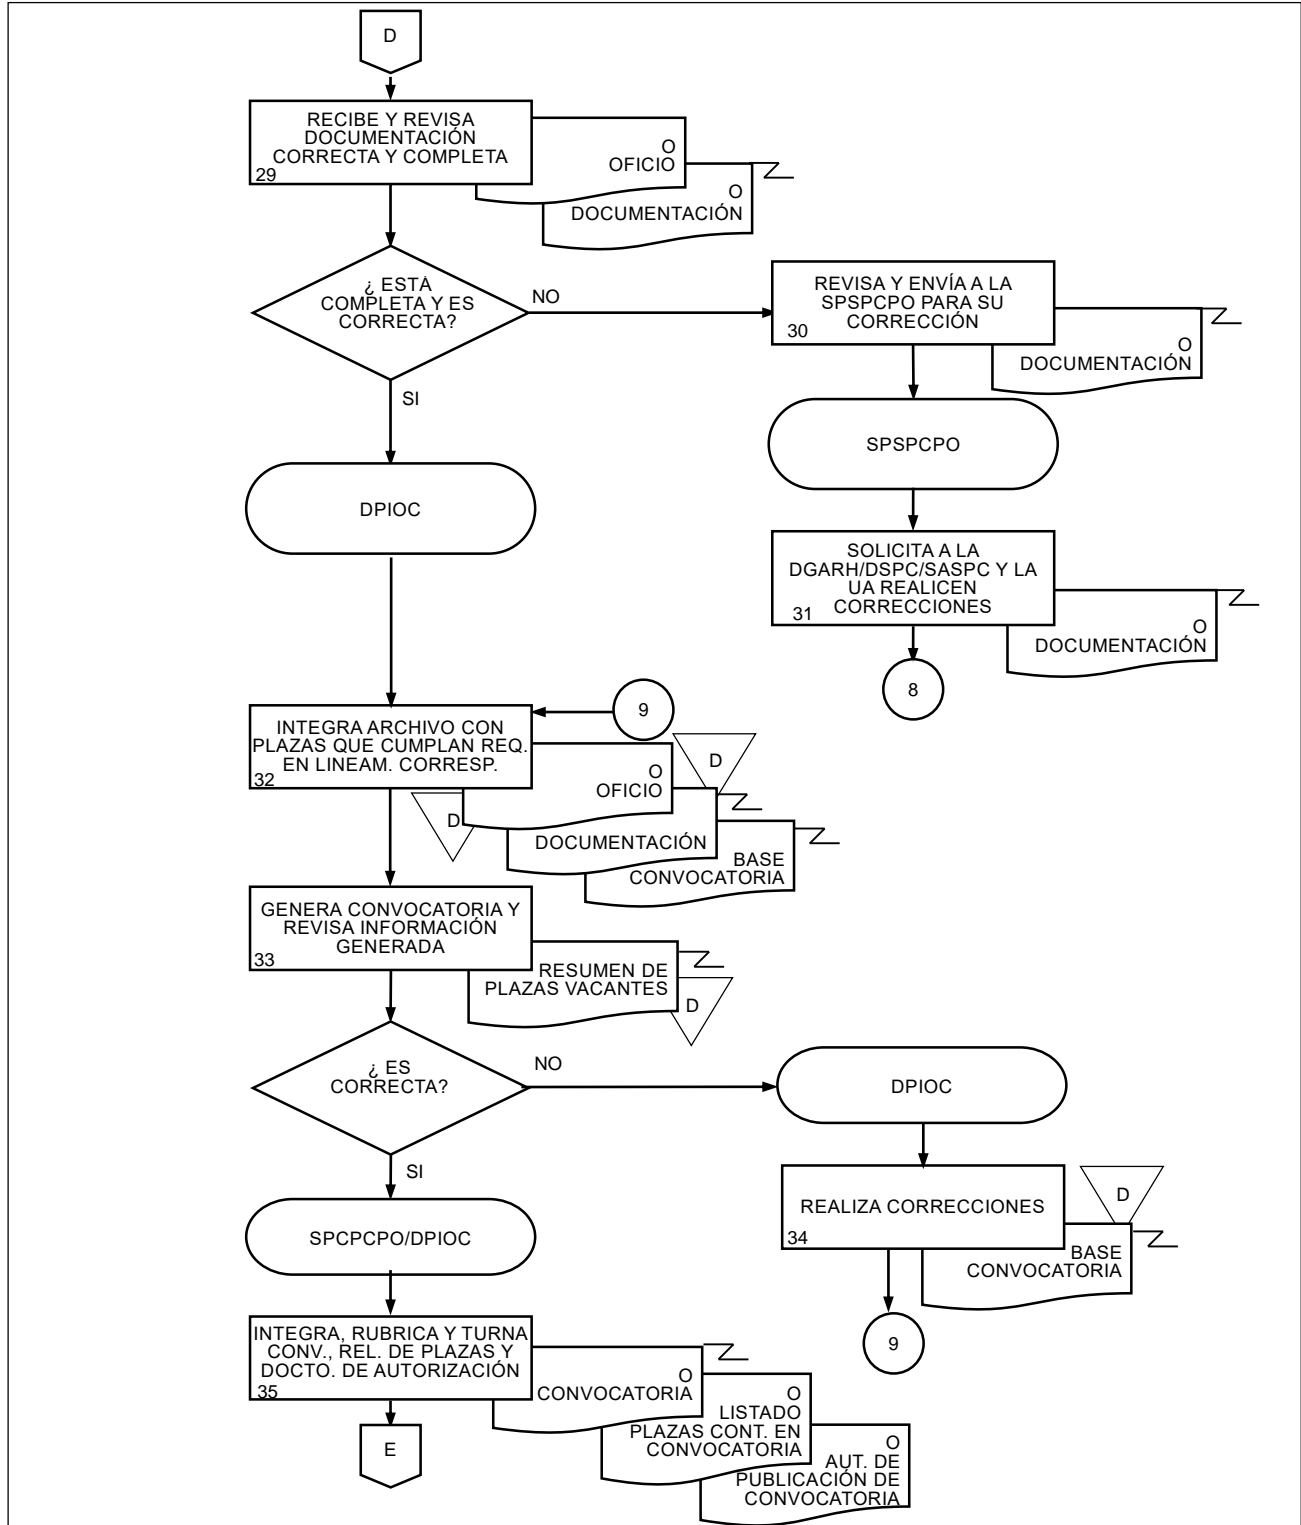 D
RECIBE Y REVISA
DOCUMENTACIÓN
CORRECTA Y COMPLETA
29
O
OFICIO
O
DOCUMENTACIÓN
¿ ESTÁ
COMPLETA Y ES
CORRECTA?
NO
SI
REVISA Y ENVÍA A LA
SPSPCPO PARA SU
CORRECCIÓN
30
O
DOCUMENTACIÓN
SPSPCPO
DPIOC
SOLICITA A LA
DGARH/DSPC/SASPC Y LA
UA REALICEN
CORRECCIONES
31
O
DOCUMENTACIÓN
8
9
INTEGRA ARCHIVO CON
PLAZAS QUE CUMPLAN REQ.
EN LINEAM. CORRESP.
32
O
OFICIO
D
D
DOCUMENTACIÓN
BASE
CONVOCATORIA
GENERA CONVOCATORIA Y
REVISA INFORMACIÓN
GENERADA
33
RESUMEN DE
PLAZAS VACANTES
D
¿ ES
CORRECTA?
NO
SI
DPIOC
REALIZA CORRECCIONES
34
D
BASE
CONVOCATORIA
9
SPCPCPO/DPIOC
INTEGRA, RUBRICA Y TURNA
CONV., REL. DE PLAZAS Y
DOCTO. DE AUTORIZACIÓN
35
O
CONVOCATORIA
O
LISTADO
PLAZAS CONT. EN
CONVOCATORIA
O
AUT. DE
PUBLICACIÓN DE
CONVOCATORIA
E